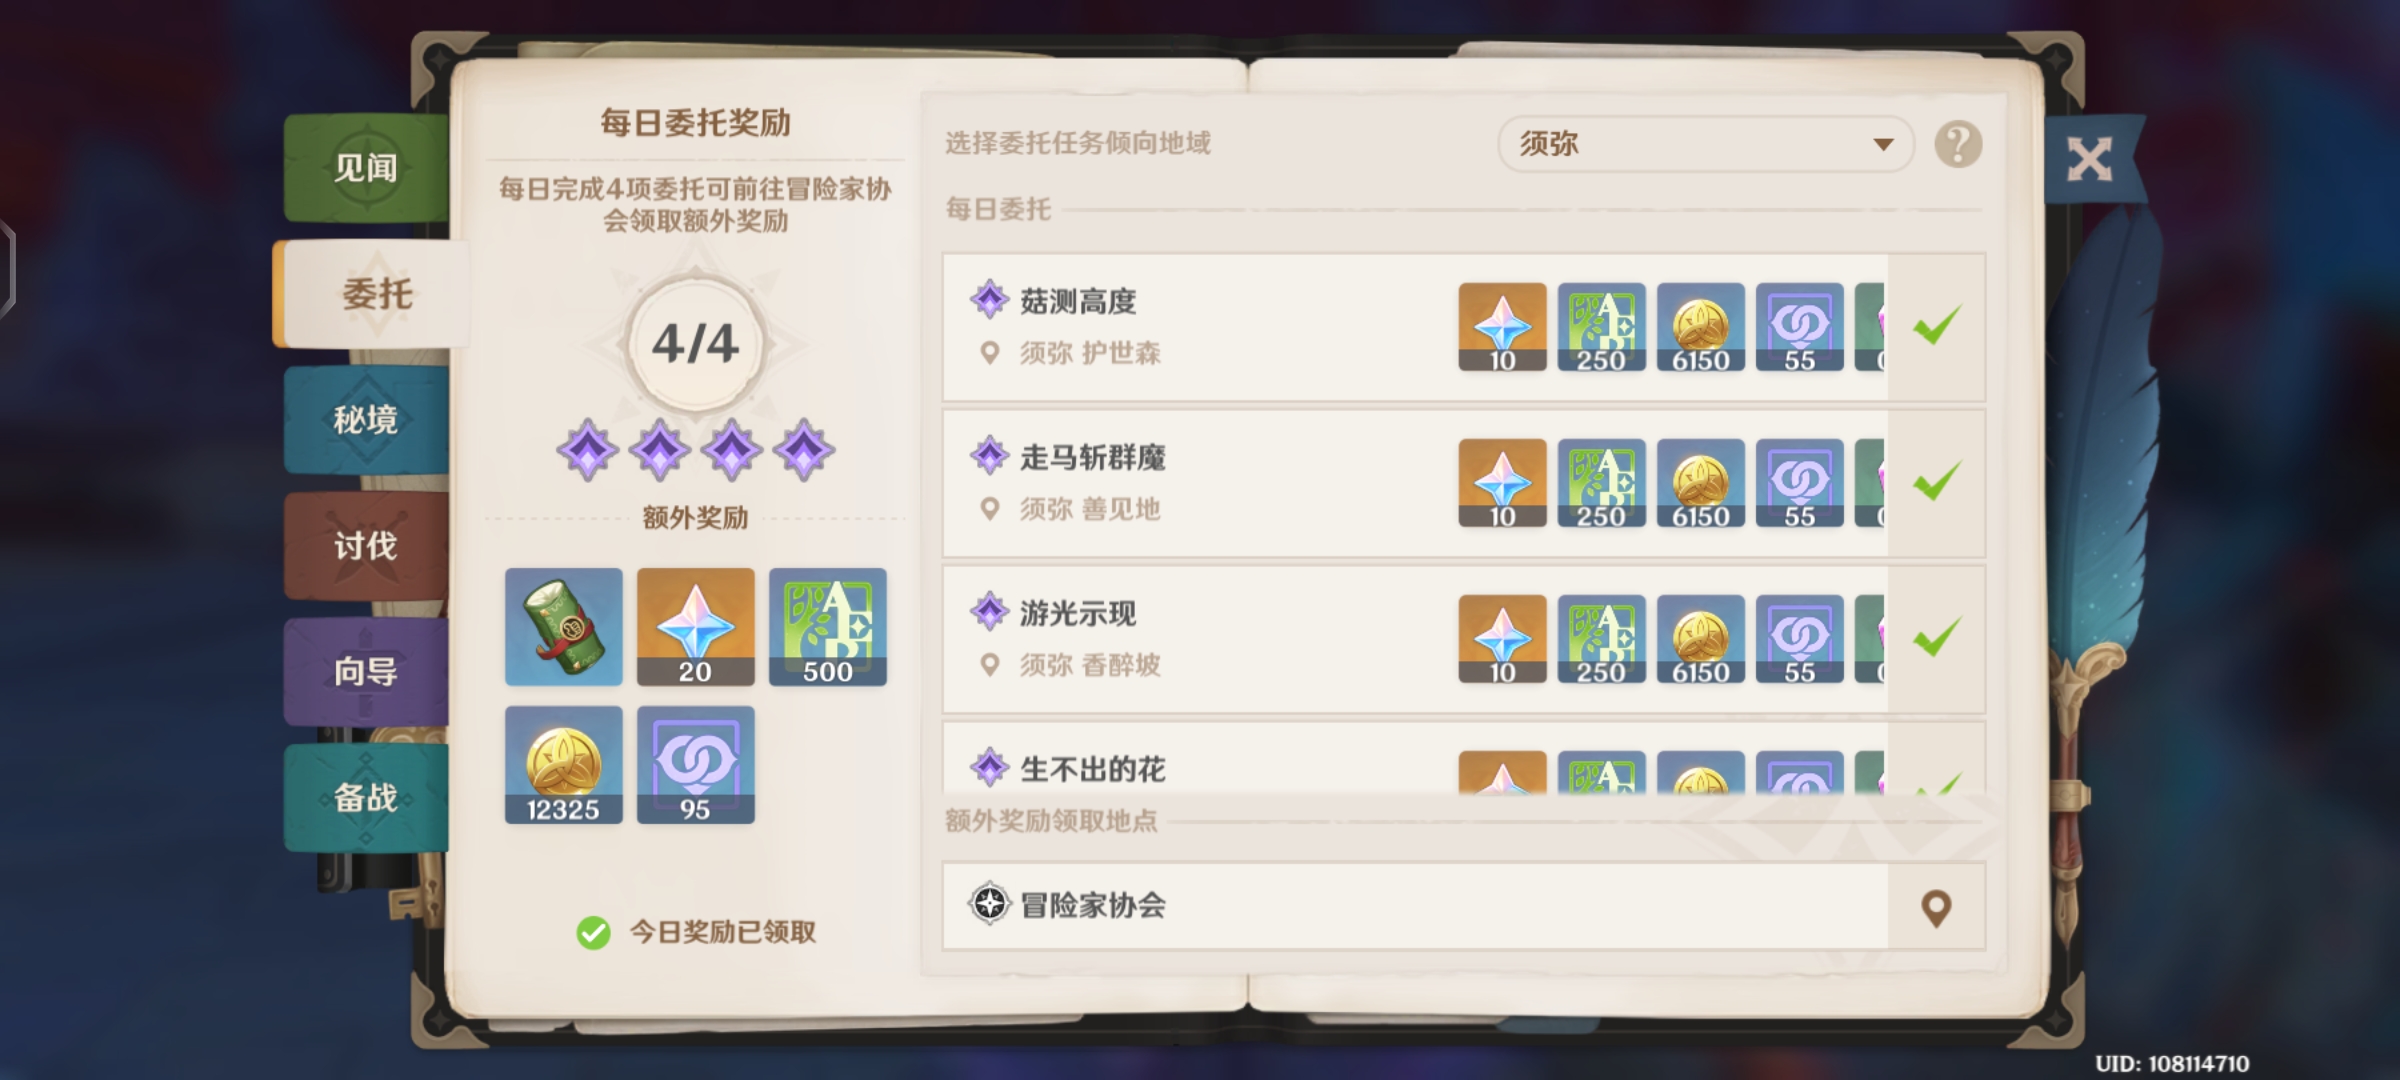 见闻
委托
秘境
讨伐
向导
备战
每日委托奖励
每日完成4项委托可前往冒险家协
会领取额外奖励
4/4
额外奖励
20
500
12325
95
今日奖励已领取
选择委托任务倾向地域
须弥
?
每日委托
菇测高度
须弥 护世森
10
250
6150
55
走马斩群魔
须弥 善见地
10
250
6150
55
游光示现
须弥 香醉坡
10
250
6150
55
生不出的花
额外奖励领取地点
冒险家协会
UID: 108114710